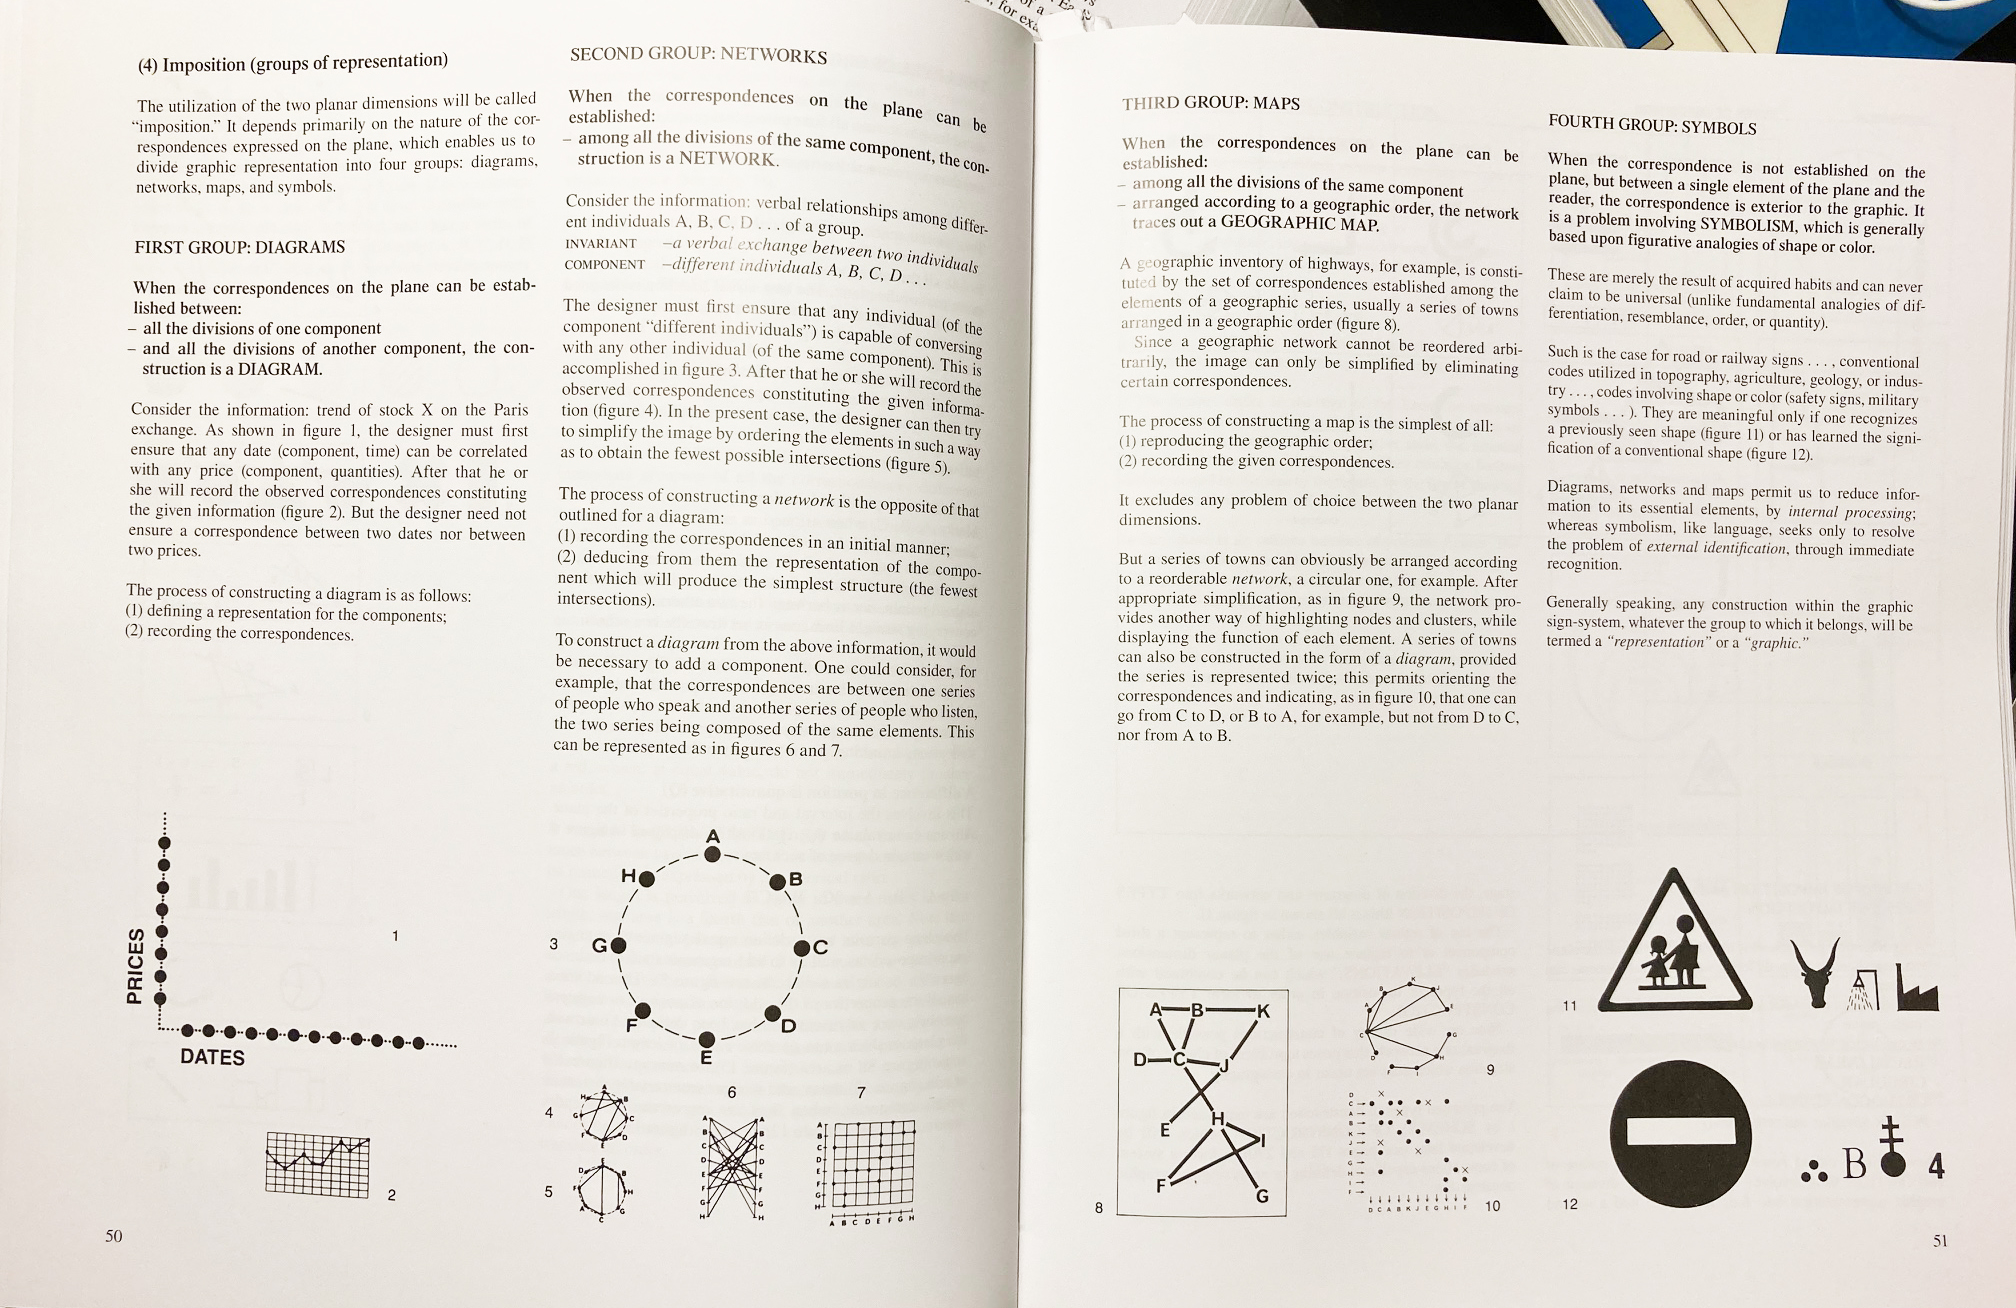 (4) Imposition (groups of representation)
The utilization of the two planar dimensions will be called
“imposition.” It depends primarily on the nature of the cor-
respondences expressed on the plane, which enables us to
divide graphic representation into four groups: diagrams,
networks, maps, and symbols.
FIRST GROUP: DIAGRAMS
When the correspondences on the plane can be estab-
lished between:
– all the divisions of one component
– and all the divisions of another component, the con-
struction is a DIAGRAM.
Consider the information: trend of stock X on the Paris
exchange. As shown in figure 1, the designer must first
ensure that any date (component, time) can be correlated
with any price (component, quantities). After that he or
she will record the observed correspondences constituting
the given information (figure 2). But the designer need not
ensure a correspondence between two dates nor between
two prices.
The process of constructing a diagram is as follows:
(1) defining a representation for the components;
(2) recording the correspondences.
PRICES
DATES
1
2
50
SECOND GROUP: NETWORKS
When the correspondences on the plane can be
established:
– among all the divisions of the same component, the con-
struction is a NETWORK.
Consider the information: verbal relationships among differ-
ent individuals A, B, C, D . . . of a group.
INVARIANT –a verbal exchange between two individuals
COMPONENT –different individuals A, B, C, D . . .
The designer must first ensure that any individual (of the
component “different individuals”) is capable of conversing
with any other individual (of the same component). This is
accomplished in figure 3. After that he or she will record the
observed correspondences constituting the given informa-
tion (figure 4). In the present case, the designer can then try
to simplify the image by ordering the elements in such a way
as to obtain the fewest possible intersections (figure 5).
The process of constructing a network is the opposite of that
outlined for a diagram:
(1) recording the correspondences in an initial manner;
(2) deducing from them the representation of the compo-
nent which will produce the simplest structure (the fewest
intersections).
To construct a diagram from the above information, it would
be necessary to add a component. One could consider, for
example, that the correspondences are between one series
of people who speak and another series of people who listen,
the two series being composed of the same elements. This
can be represented as in figures 6 and 7.
A
H B
3 G C
F D
E
4
5
6
7
A B C D E F G H
THIRD GROUP: MAPS
When the correspondences on the plane can be
established:
– among all the divisions of the same component
– arranged according to a geographic order, the network
traces out a GEOGRAPHIC MAP.
A geographic inventory of highways, for example, is consti-
tuted by the set of correspondences established among the
elements of a geographic series, usually a series of towns
arranged in a geographic order (figure 8).
Since a geographic network cannot be reordered arbi-
trarily, the image can only be simplified by eliminating
certain correspondences.
The process of constructing a map is the simplest of all:
(1) reproducing the geographic order;
(2) recording the given correspondences.
It excludes any problem of choice between the two planar
dimensions.
But a series of towns can obviously be arranged according
to a reorderable network, a circular one, for example. After
appropriate simplification, as in figure 9, the network pro-
vides another way of highlighting nodes and clusters, while
displaying the function of each element. A series of towns
can also be constructed in the form of a diagram, provided
the series is represented twice; this permits orienting the
correspondences and indicating, as in figure 10, that one can
go from C to D, or B to A, for example, but not from D to C,
nor from A to B.
A B K
D C J
E H I
F G
8
9
D C A B K J E G H I F
10
FOURTH GROUP: SYMBOLS
When the correspondence is not established on the
plane, but between a single element of the plane and the
reader, the correspondence is exterior to the graphic. It
is a problem involving SYMBOLISM, which is generally
based upon figurative analogies of shape or color.
These are merely the result of acquired habits and can never
claim to be universal (unlike fundamental analogies of dif-
ferentiation, resemblance, order, or quantity).
Such is the case for road or railway signs . . . , conventional
codes utilized in topography, agriculture, geology, or indus-
try . . . , codes involving shape or color (safety signs, military
symbols . . . ). They are meaningful only if one recognizes
a previously seen shape (figure 11) or has learned the signi-
fication of a conventional shape (figure 12).
Diagrams, networks and maps permit us to reduce infor-
mation to its essential elements, by internal processing;
whereas symbolism, like language, seeks only to resolve
the problem of external identification, through immediate
recognition.
Generally speaking, any construction within the graphic
sign-system, whatever the group to which it belongs, will be
termed a “representation” or a “graphic.”
11
B 4
12
51